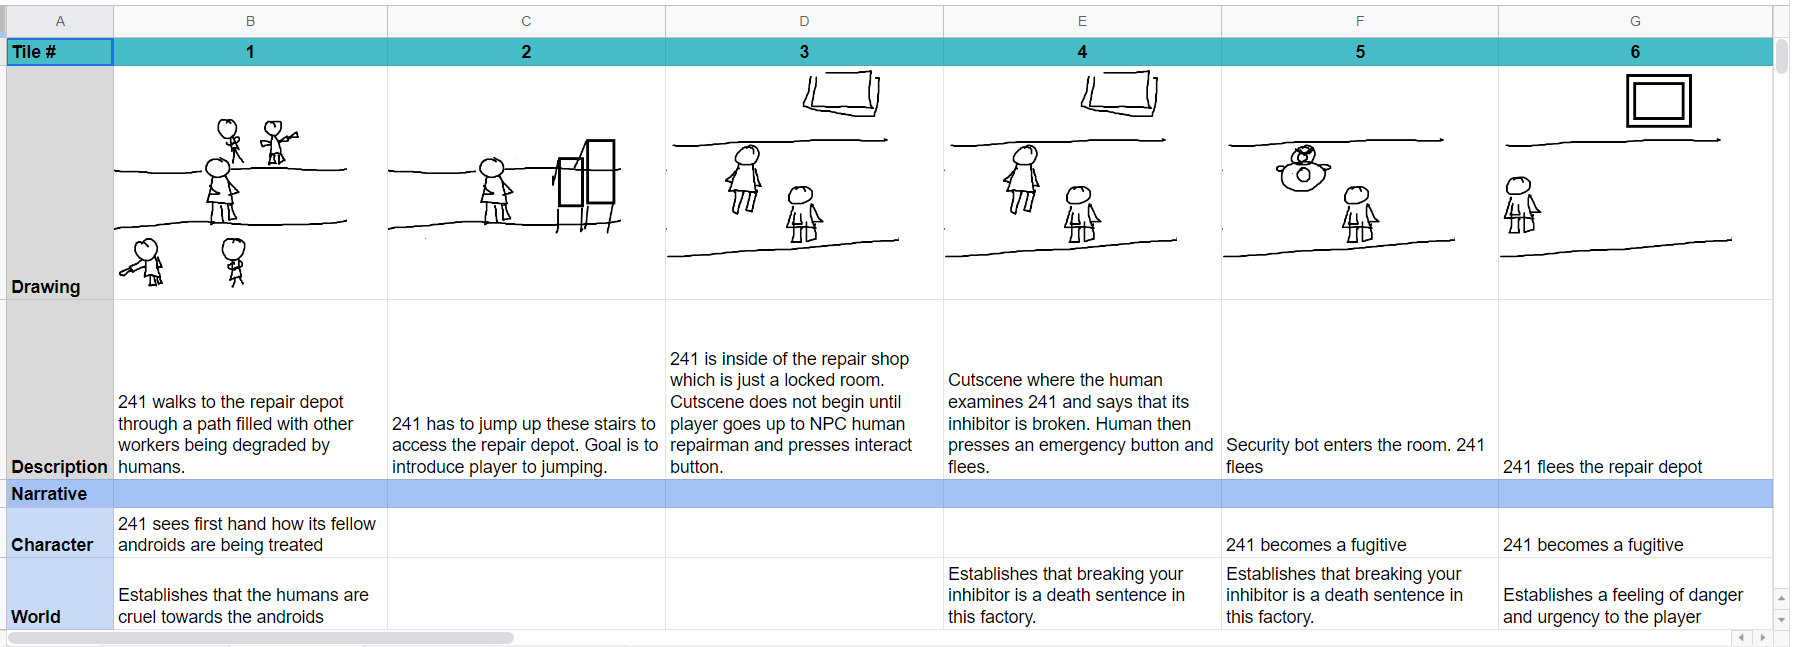 A B C D E F G
Tile # 1 2 3 4 5 6
Drawing
Description
241 walks to the repair depot
through a path filled with other
workers being degraded by
humans.
241 has to jump up these stairs to
access the repair depot. Goal is to
introduce player to jumping.
241 is inside of the repair shop
which is just a locked room.
Cutscene does not begin until
player goes up to NPC human
repairman and presses interact
button.
Cutscene where the human
examines 241 and says that its
inhibitor is broken. Human then
presses an emergency button and
flees.
Security bot enters the room. 241
flees
241 flees the repair depot
Narrative
Character
241 sees first hand how its fellow
androids are being treated
241 becomes a fugitive
241 becomes a fugitive
World
Establishes that the humans are
cruel towards the androids
Establishes that breaking your
inhibitor is a death sentence in
this factory.
Establishes that breaking your
inhibitor is a death sentence in
this factory.
Establishes a feeling of danger
and urgency to the player